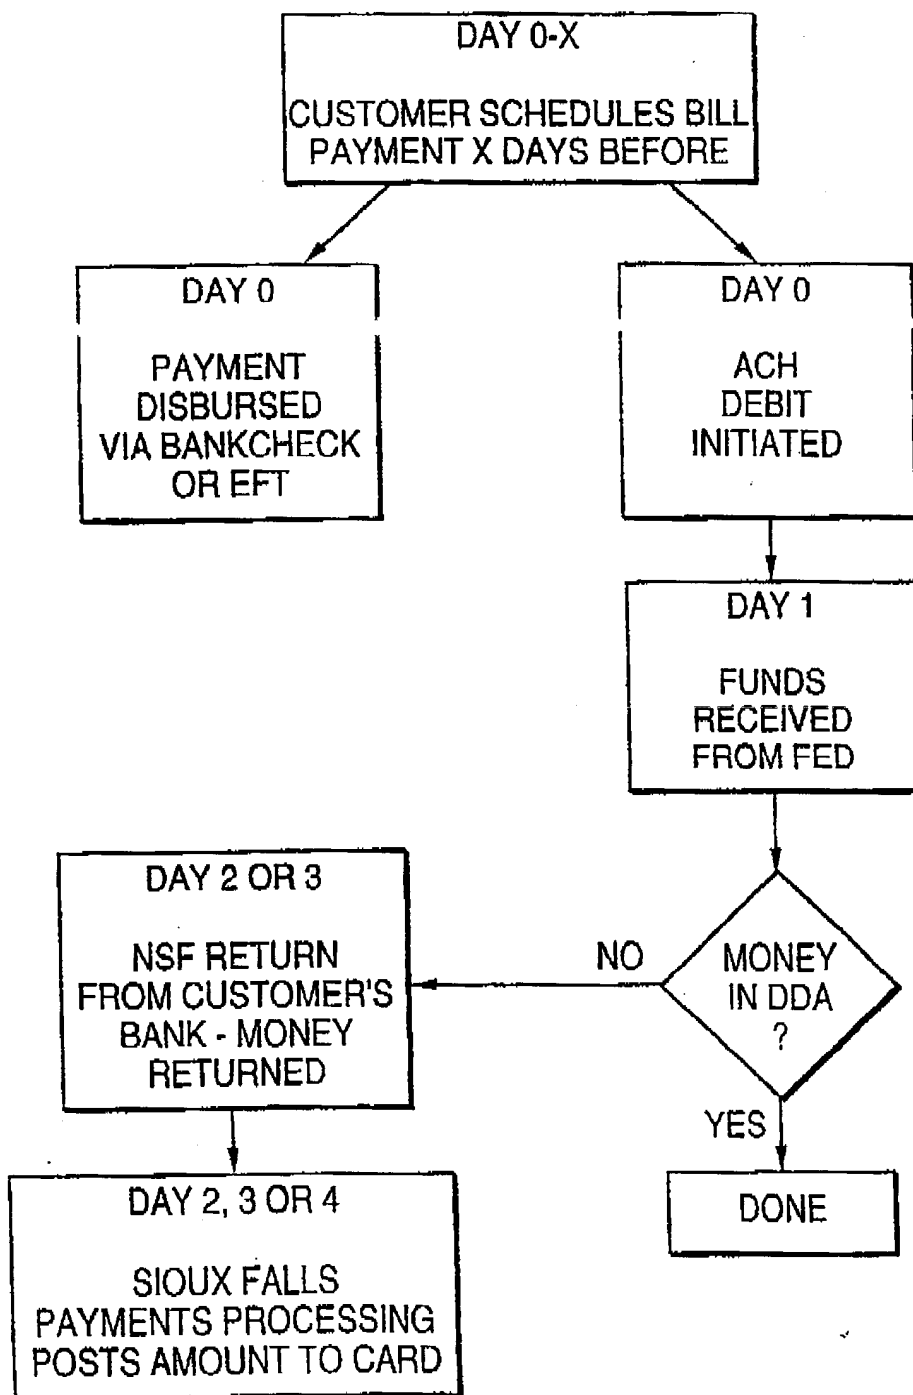 DAY 0-X
CUSTOMER SCHEDULES BILL
PAYMENT X DAYS BEFORE
DAY 0
PAYMENT
DISBURSED
VIA BANKCHECK
OR EFT
DAY 0
ACH
DEBIT
INITIATED
DAY 1
FUNDS
RECEIVED
FROM FED
MONEY
IN DDA
?
NO
YES
DAY 2 OR 3
NSF RETURN
FROM CUSTOMER'S
BANK - MONEY
RETURNED
DONE
DAY 2, 3 OR 4
SIOUX FALLS
PAYMENTS PROCESSING
POSTS AMOUNT TO CARD